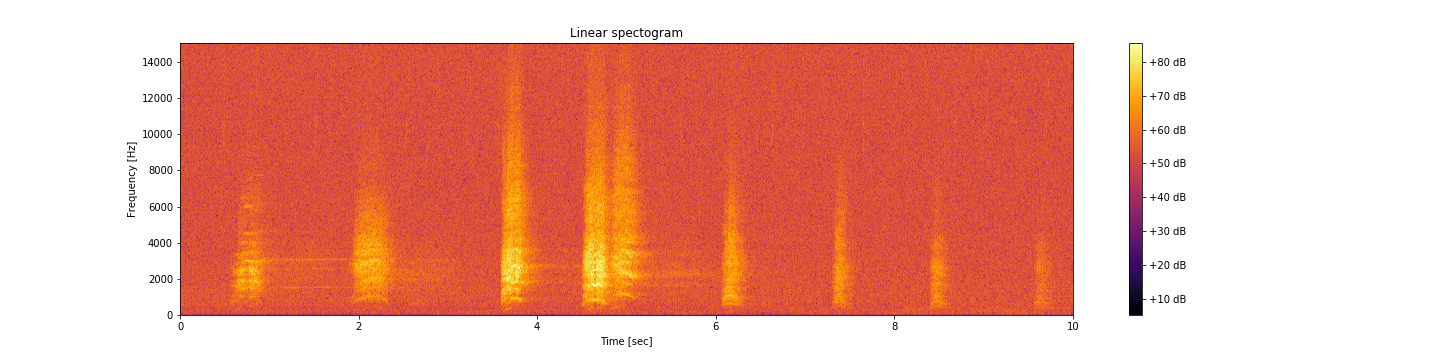 Linear spectogram
14000
12000
10000
8000
6000
4000
2000
0
Frequency [Hz]
0 2 4 6 8 10
Time [sec]
+80 dB
+70 dB
+60 dB
+50 dB
+40 dB
+30 dB
+20 dB
+10 dB